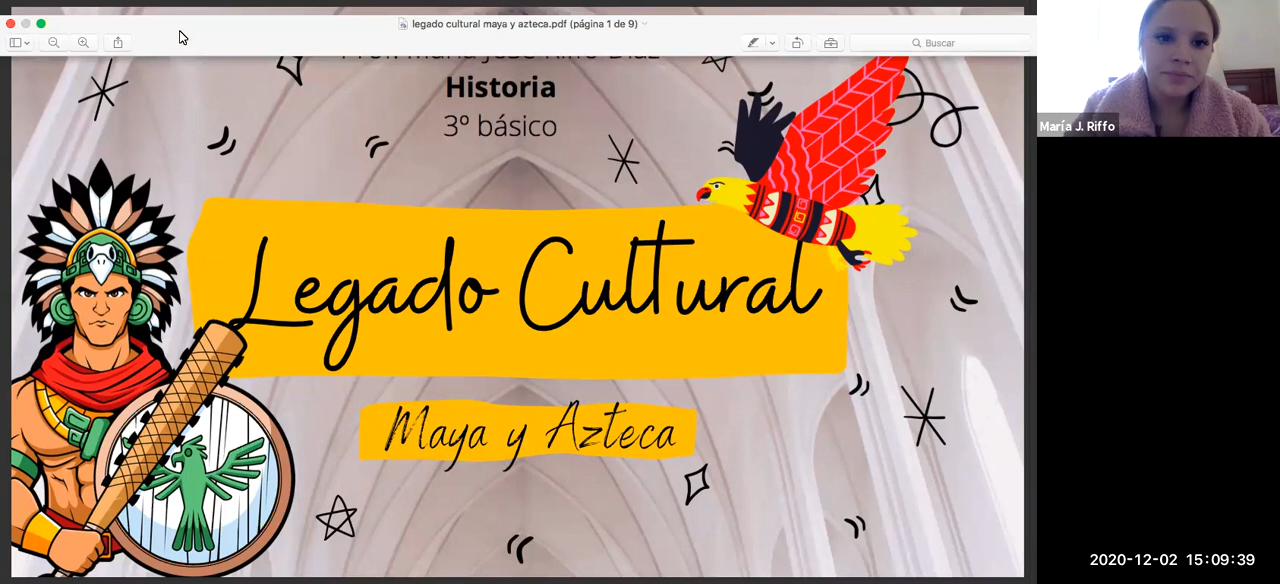 legado cultural maya y azteca.pdf (página 1 de 9)
Buscar
Historia
3º básico
Legado Cultural
Maya y Azteca
María J. Riffo
2020-12-02 15:09:39